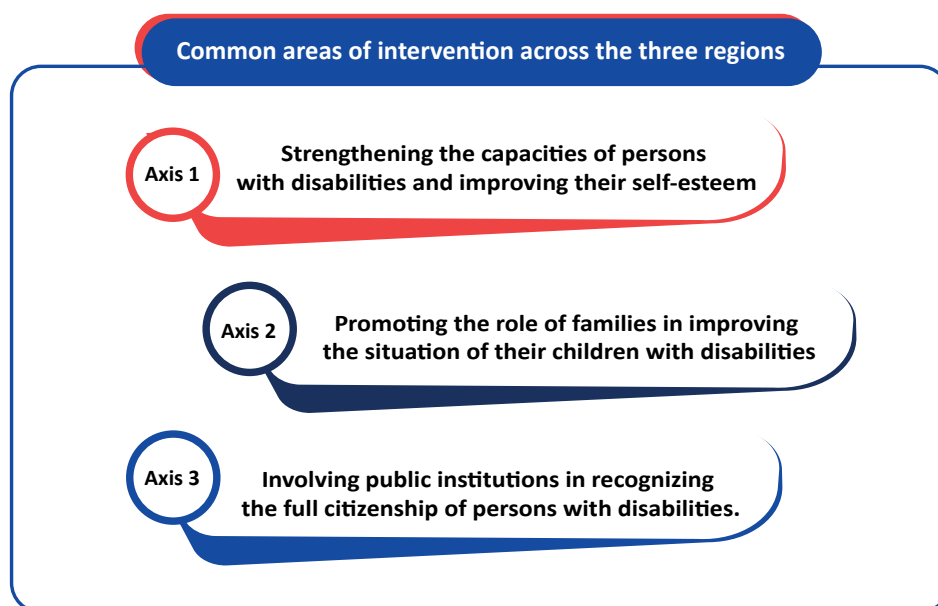 Common areas of intervention across the three regions
Axis 1
Strengthening the capacities of persons
with disabilities and improving their self-esteem
Axis 2
Promoting the role of families in improving
the situation of their children with disabilities
Axis 3
Involving public institutions in recognizing
the full citizenship of persons with disabilities.